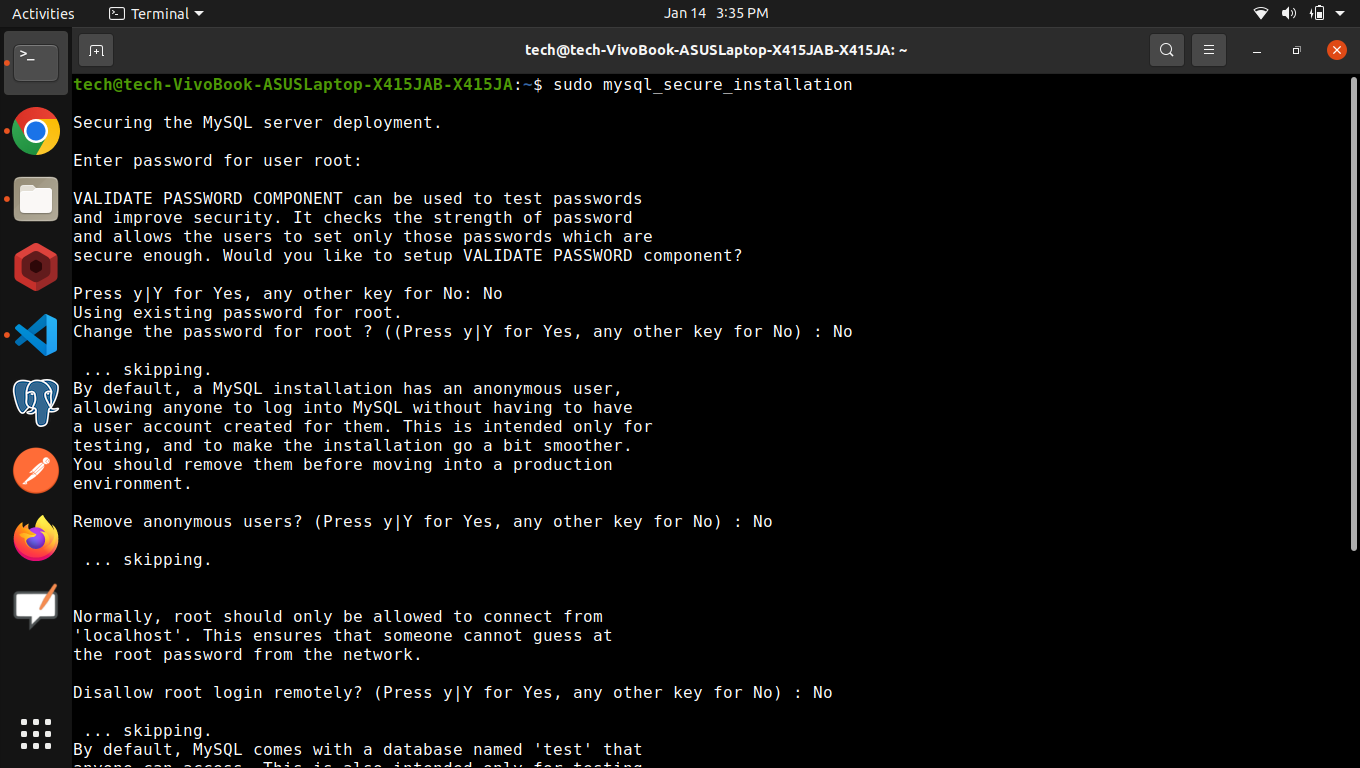 Activities
Terminal
Jan 14 3:35 PM
tech@tech-VivoBook-ASUSLaptop-X415JAB-X415JA: ~
tech@tech-VivoBook-ASUSLaptop-X415JAB-X415JA:~$ sudo mysql_secure_installation
Securing the MySQL server deployment.
Enter password for user root:
VALIDATE PASSWORD COMPONENT can be used to test passwords
and improve security. It checks the strength of password
and allows the users to set only those passwords which are
secure enough. Would you like to setup VALIDATE PASSWORD component?
Press y|Y for Yes, any other key for No: No
Using existing password for root.
Change the password for root ? ((Press y|Y for Yes, any other key for No) : No
... skipping.
By default, a MySQL installation has an anonymous user,
allowing anyone to log into MySQL without having to have
a user account created for them. This is intended only for
testing, and to make the installation go a bit smoother.
You should remove them before moving into a production
environment.
Remove anonymous users? (Press y|Y for Yes, any other key for No) : No
... skipping.
Normally, root should only be allowed to connect from
'localhost'. This ensures that someone cannot guess at
the root password from the network.
Disallow root login remotely? (Press y|Y for Yes, any other key for No) : No
... skipping.
By default, MySQL comes with a database named 'test' that
anyone can access. This is also intended only for testing,